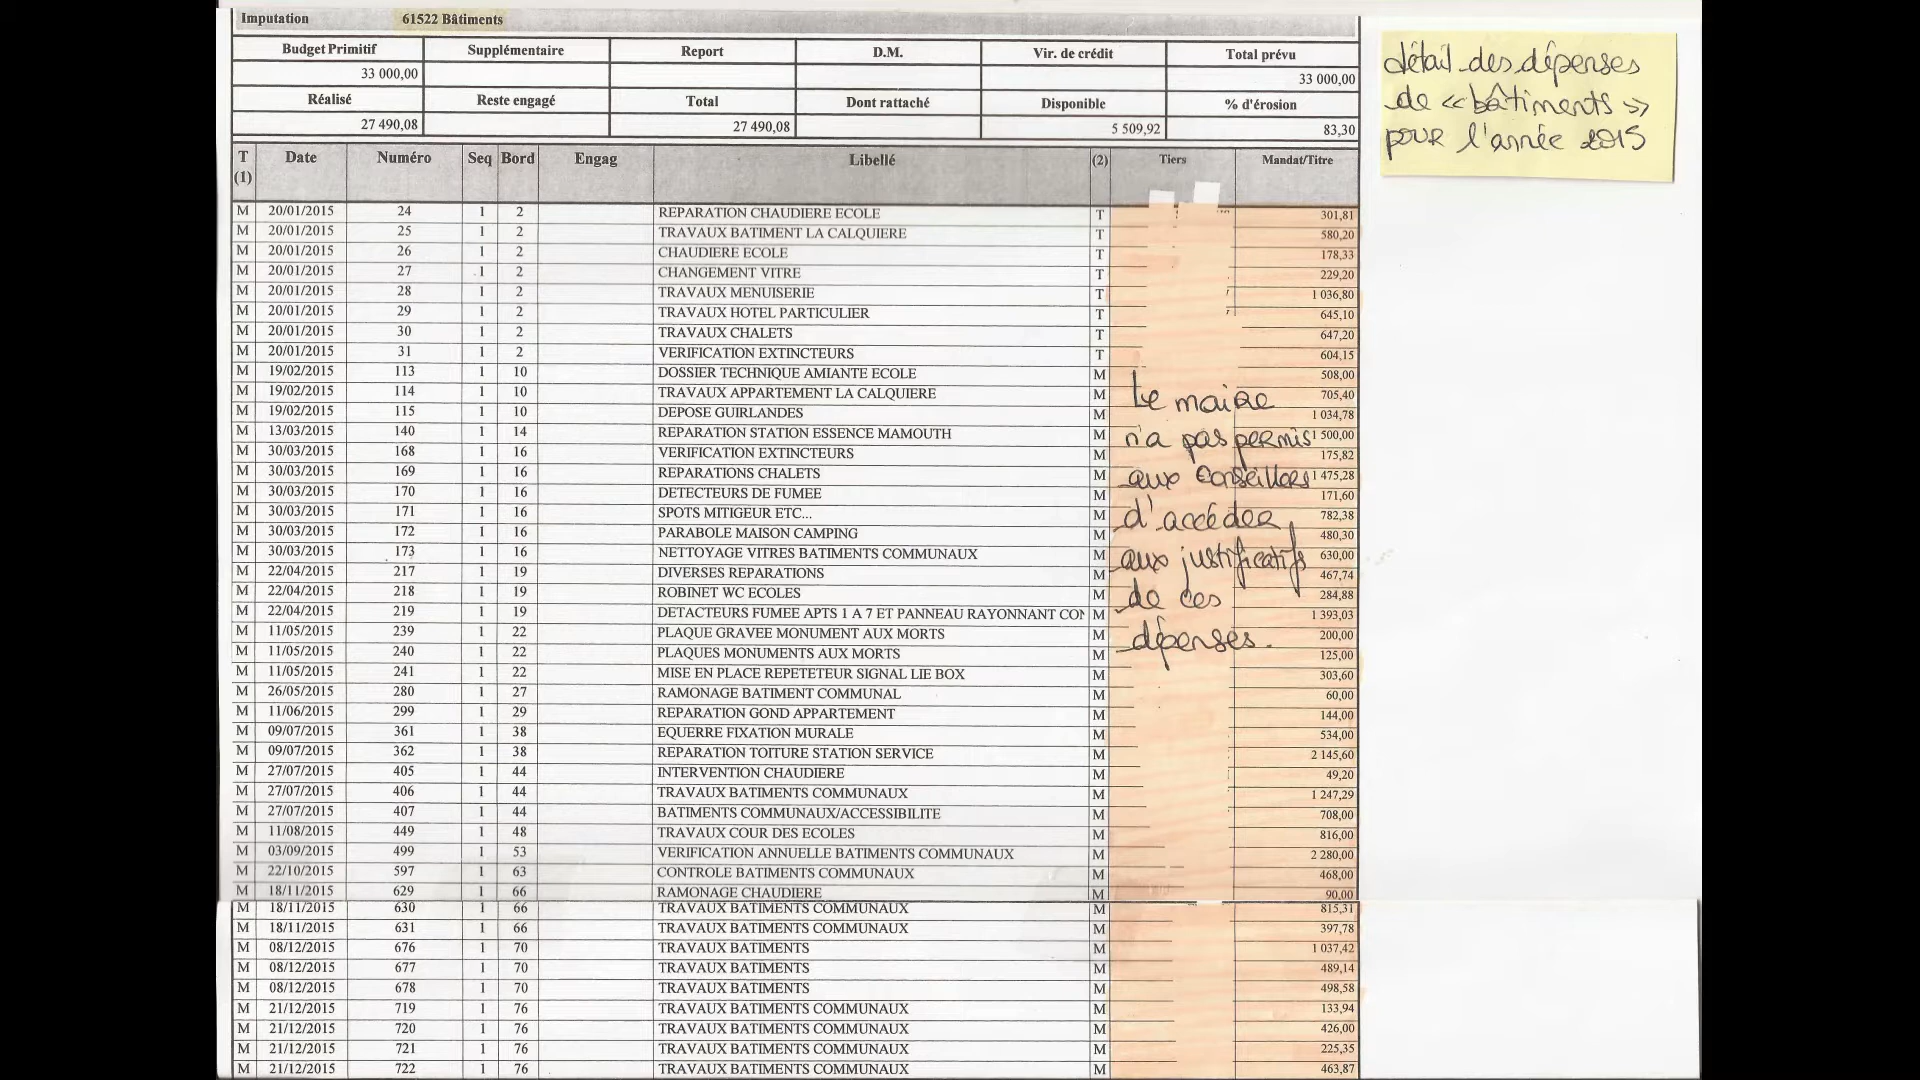 Imputation 61522 Bâtiments
Budget Primitif Supplémentaire Report D.M. Vir. de crédit Total prévu
33 000,00 33 000,00
Réalisé Reste engagé Total Dont rattaché Disponible % d'érosion
27 490,08 27 490,08 5 509,92 83,30
détail des dépenses
de «bâtiments»
pour l'année 2015
T (1) Date Numéro Seq Bord Engag Libellé (2) Tiers Mandat/Titre
M 20/01/2015 24 1 2 REPARATION CHAUDIERE ECOLE T 301,81
M 20/01/2015 25 1 2 TRAVAUX BATIMENT LA CALQUIERE T 580,20
M 20/01/2015 26 1 2 CHAUDIERE ECOLE T 178,33
M 20/01/2015 27 1 2 CHANGEMENT VITRE T 229,20
M 20/01/2015 28 1 2 TRAVAUX MENUISERIE T 1 036,80
M 20/01/2015 29 1 2 TRAVAUX HOTEL PARTICULIER T 645,10
M 20/01/2015 30 1 2 TRAVAUX CHALETS T 647,20
M 20/01/2015 31 1 2 VERIFICATION EXTINCTEURS T 604,15
M 19/02/2015 113 1 10 DOSSIER TECHNIQUE AMIANTE ECOLE M 508,00
M 19/02/2015 114 1 10 TRAVAUX APPARTEMENT LA CALQUIERE M 705,40
M 19/02/2015 115 1 10 DEPOSE GUIRLANDES M 1 034,78
M 13/03/2015 140 1 14 REPARATION STATION ESSENCE MAMOUTH M 1 500,00
M 30/03/2015 168 1 16 VERIFICATION EXTINCTEURS M 175,82
M 30/03/2015 169 1 16 REPARATIONS CHALETS M 1 475,28
M 30/03/2015 170 1 16 DETECTEURS DE FUMEE M 171,60
M 30/03/2015 171 1 16 SPOTS MITIGEUR ETC... M 782,38
M 30/03/2015 172 1 16 PARABOLE MAISON CAMPING M 480,30
M 30/03/2015 173 1 16 NETTOYAGE VITRES BATIMENTS COMMUNAUX M 630,00
M 22/04/2015 217 1 19 DIVERSES REPARATIONS M 467,74
M 22/04/2015 218 1 19 ROBINET WC ECOLES M 284,88
M 22/04/2015 219 1 19 DETACTEURS FUMEE APTS 1 A 7 ET PANNEAU RAYONNANT CON M 1 393,03
M 11/05/2015 239 1 22 PLAQUE GRAVEE MONUMENT AUX MORTS M 200,00
M 11/05/2015 240 1 22 PLAQUES MONUMENTS AUX MORTS M 125,00
M 11/05/2015 241 1 22 MISE EN PLACE REPETETEUR SIGNAL LIE BOX M 303,60
M 26/05/2015 280 1 27 RAMONAGE BATIMENT COMMUNAL M 60,00
M 11/06/2015 299 1 29 REPARATION GOND APPARTEMENT M 144,00
M 09/07/2015 361 1 38 EQUERRE FIXATION MURALE M 534,00
M 09/07/2015 362 1 38 REPARATION TOITURE STATION SERVICE M 2 145,60
M 27/07/2015 405 1 44 INTERVENTION CHAUDIERE M 49,20
M 27/07/2015 406 1 44 TRAVAUX BATIMENTS COMMUNAUX M 1 247,29
M 27/07/2015 407 1 44 BATIMENTS COMMUNAUX/ACCESSIBILITE M 708,00
M 11/08/2015 449 1 48 TRAVAUX COUR DES ECOLES M 816,00
M 03/09/2015 499 1 53 VERIFICATION ANNUELLE BATIMENTS COMMUNAUX M 2 280,00
M 22/10/2015 597 1 63 CONTROLE BATIMENTS COMMUNAUX M 468,00
M 18/11/2015 629 1 66 RAMONAGE CHAUDIERE M 90,00
M 18/11/2015 630 1 66 TRAVAUX BATIMENTS COMMUNAUX M 815,31
M 18/11/2015 631 1 66 TRAVAUX BATIMENTS COMMUNAUX M 397,78
M 08/12/2015 676 1 70 TRAVAUX BATIMENTS M 1 037,42
M 08/12/2015 677 1 70 TRAVAUX BATIMENTS M 489,14
M 08/12/2015 678 1 70 TRAVAUX BATIMENTS M 498,58
M 21/12/2015 719 1 76 TRAVAUX BATIMENTS COMMUNAUX M 133,94
M 21/12/2015 720 1 76 TRAVAUX BATIMENTS COMMUNAUX M 426,00
M 21/12/2015 721 1 76 TRAVAUX BATIMENTS COMMUNAUX M 225,35
M 21/12/2015 722 1 76 TRAVAUX BATIMENTS COMMUNAUX M 463,87
Le maire
n'a pas permis
aux conseillers
d'accéder
aux justificatifs
de ces
dépenses.